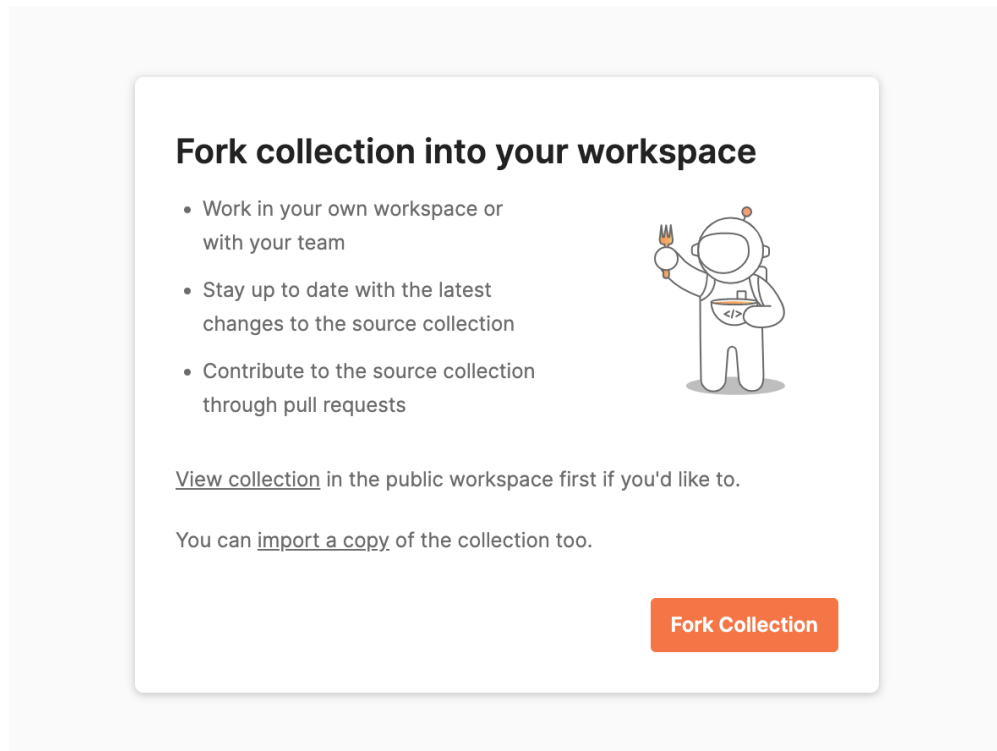 Fork collection into your workspace
• Work in your own workspace or
with your team
• Stay up to date with the latest
changes to the source collection
• Contribute to the source collection
through pull requests
</>
View collection in the public workspace first if you'd like to.
You can import a copy of the collection too.
Fork Collection